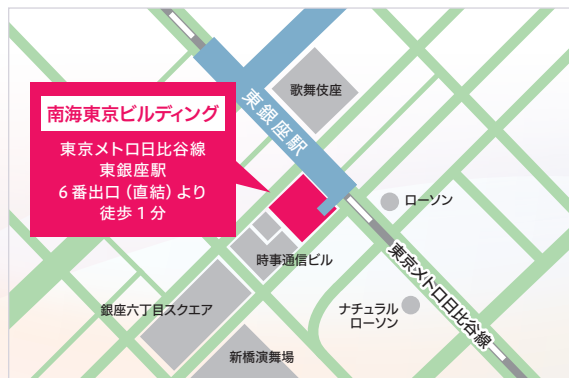 歌舞伎座
東銀座駅
南海東京ビルディング
東京メトロ日比谷線
東銀座駅
6番出口(直結)より
徒歩1分
ローソン
時事通信ビル
東京メトロ日比谷線
銀座六丁目スクエア
ナチュラル
ローソン
新橋演舞場